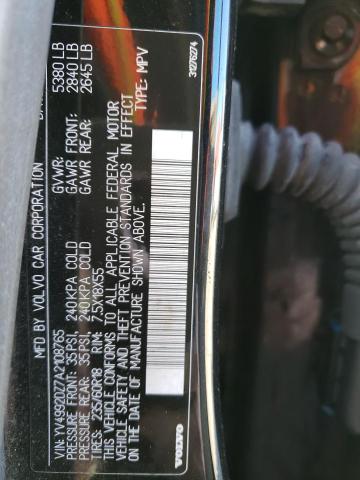 MFD BY VOLVO CAR CORPORATION
GVWR: 5380 LB
GAWR FRONT: 2840 LB
GAWR REAR: 2645 LB
VIN: YV4992DZ7A2108765
PRESSURE FRONT: 35PSI, 240KPA COLD
PRESSURE REAR: 35PSI, 240KPA COLD
TIRES: 235/60R18 RIM: 7.5JX18X55
THIS VEHICLE CONFORMS TO ALL APPLICABLE FEDERAL MOTOR
VEHICLE SAFETY AND THEFT PREVENTION STANDARDS IN EFFECT
ON DATE OF MANUFACTURE SHOWN ABOVE. TYPE: MPV
VOLVO
31276274